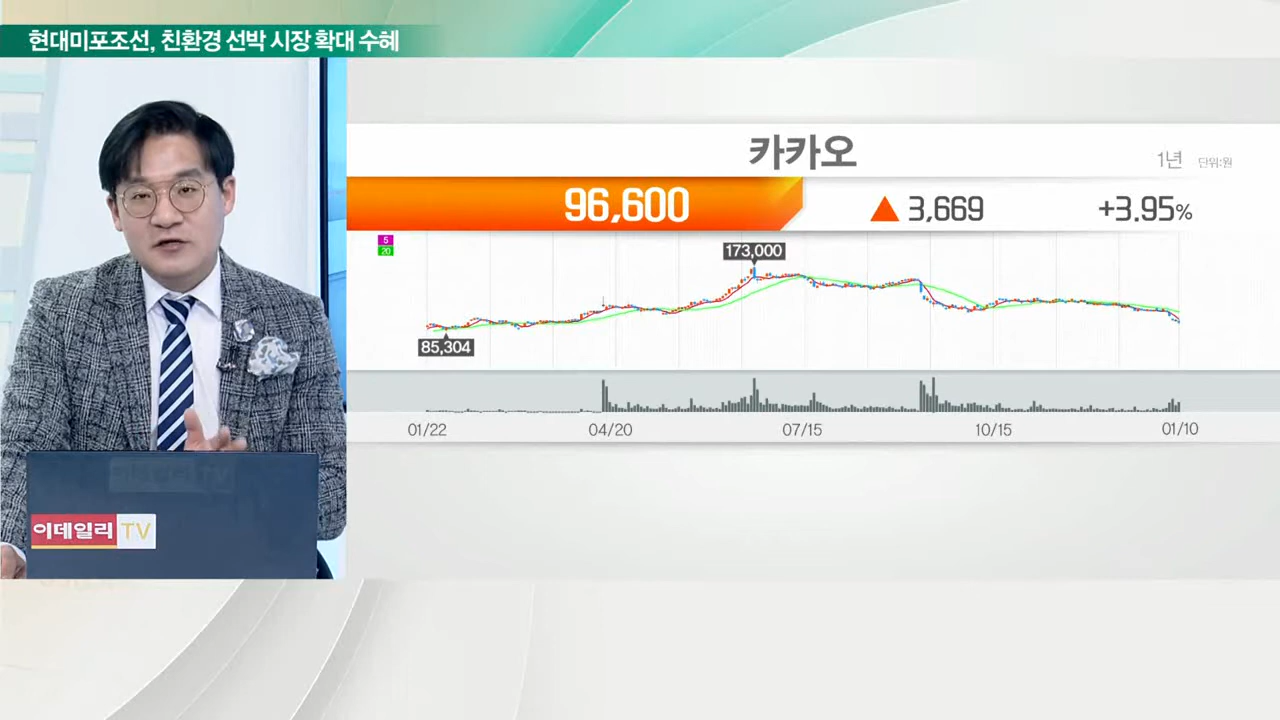 현대미포조선, 친환경 선박 시장 확대 수혜
카카오
1년 단위:원
96,600 ▲ 3,669 +3.95%
5
20
173,000
85,304
01/22 04/20 07/15 10/15 01/10
이데일리 TV